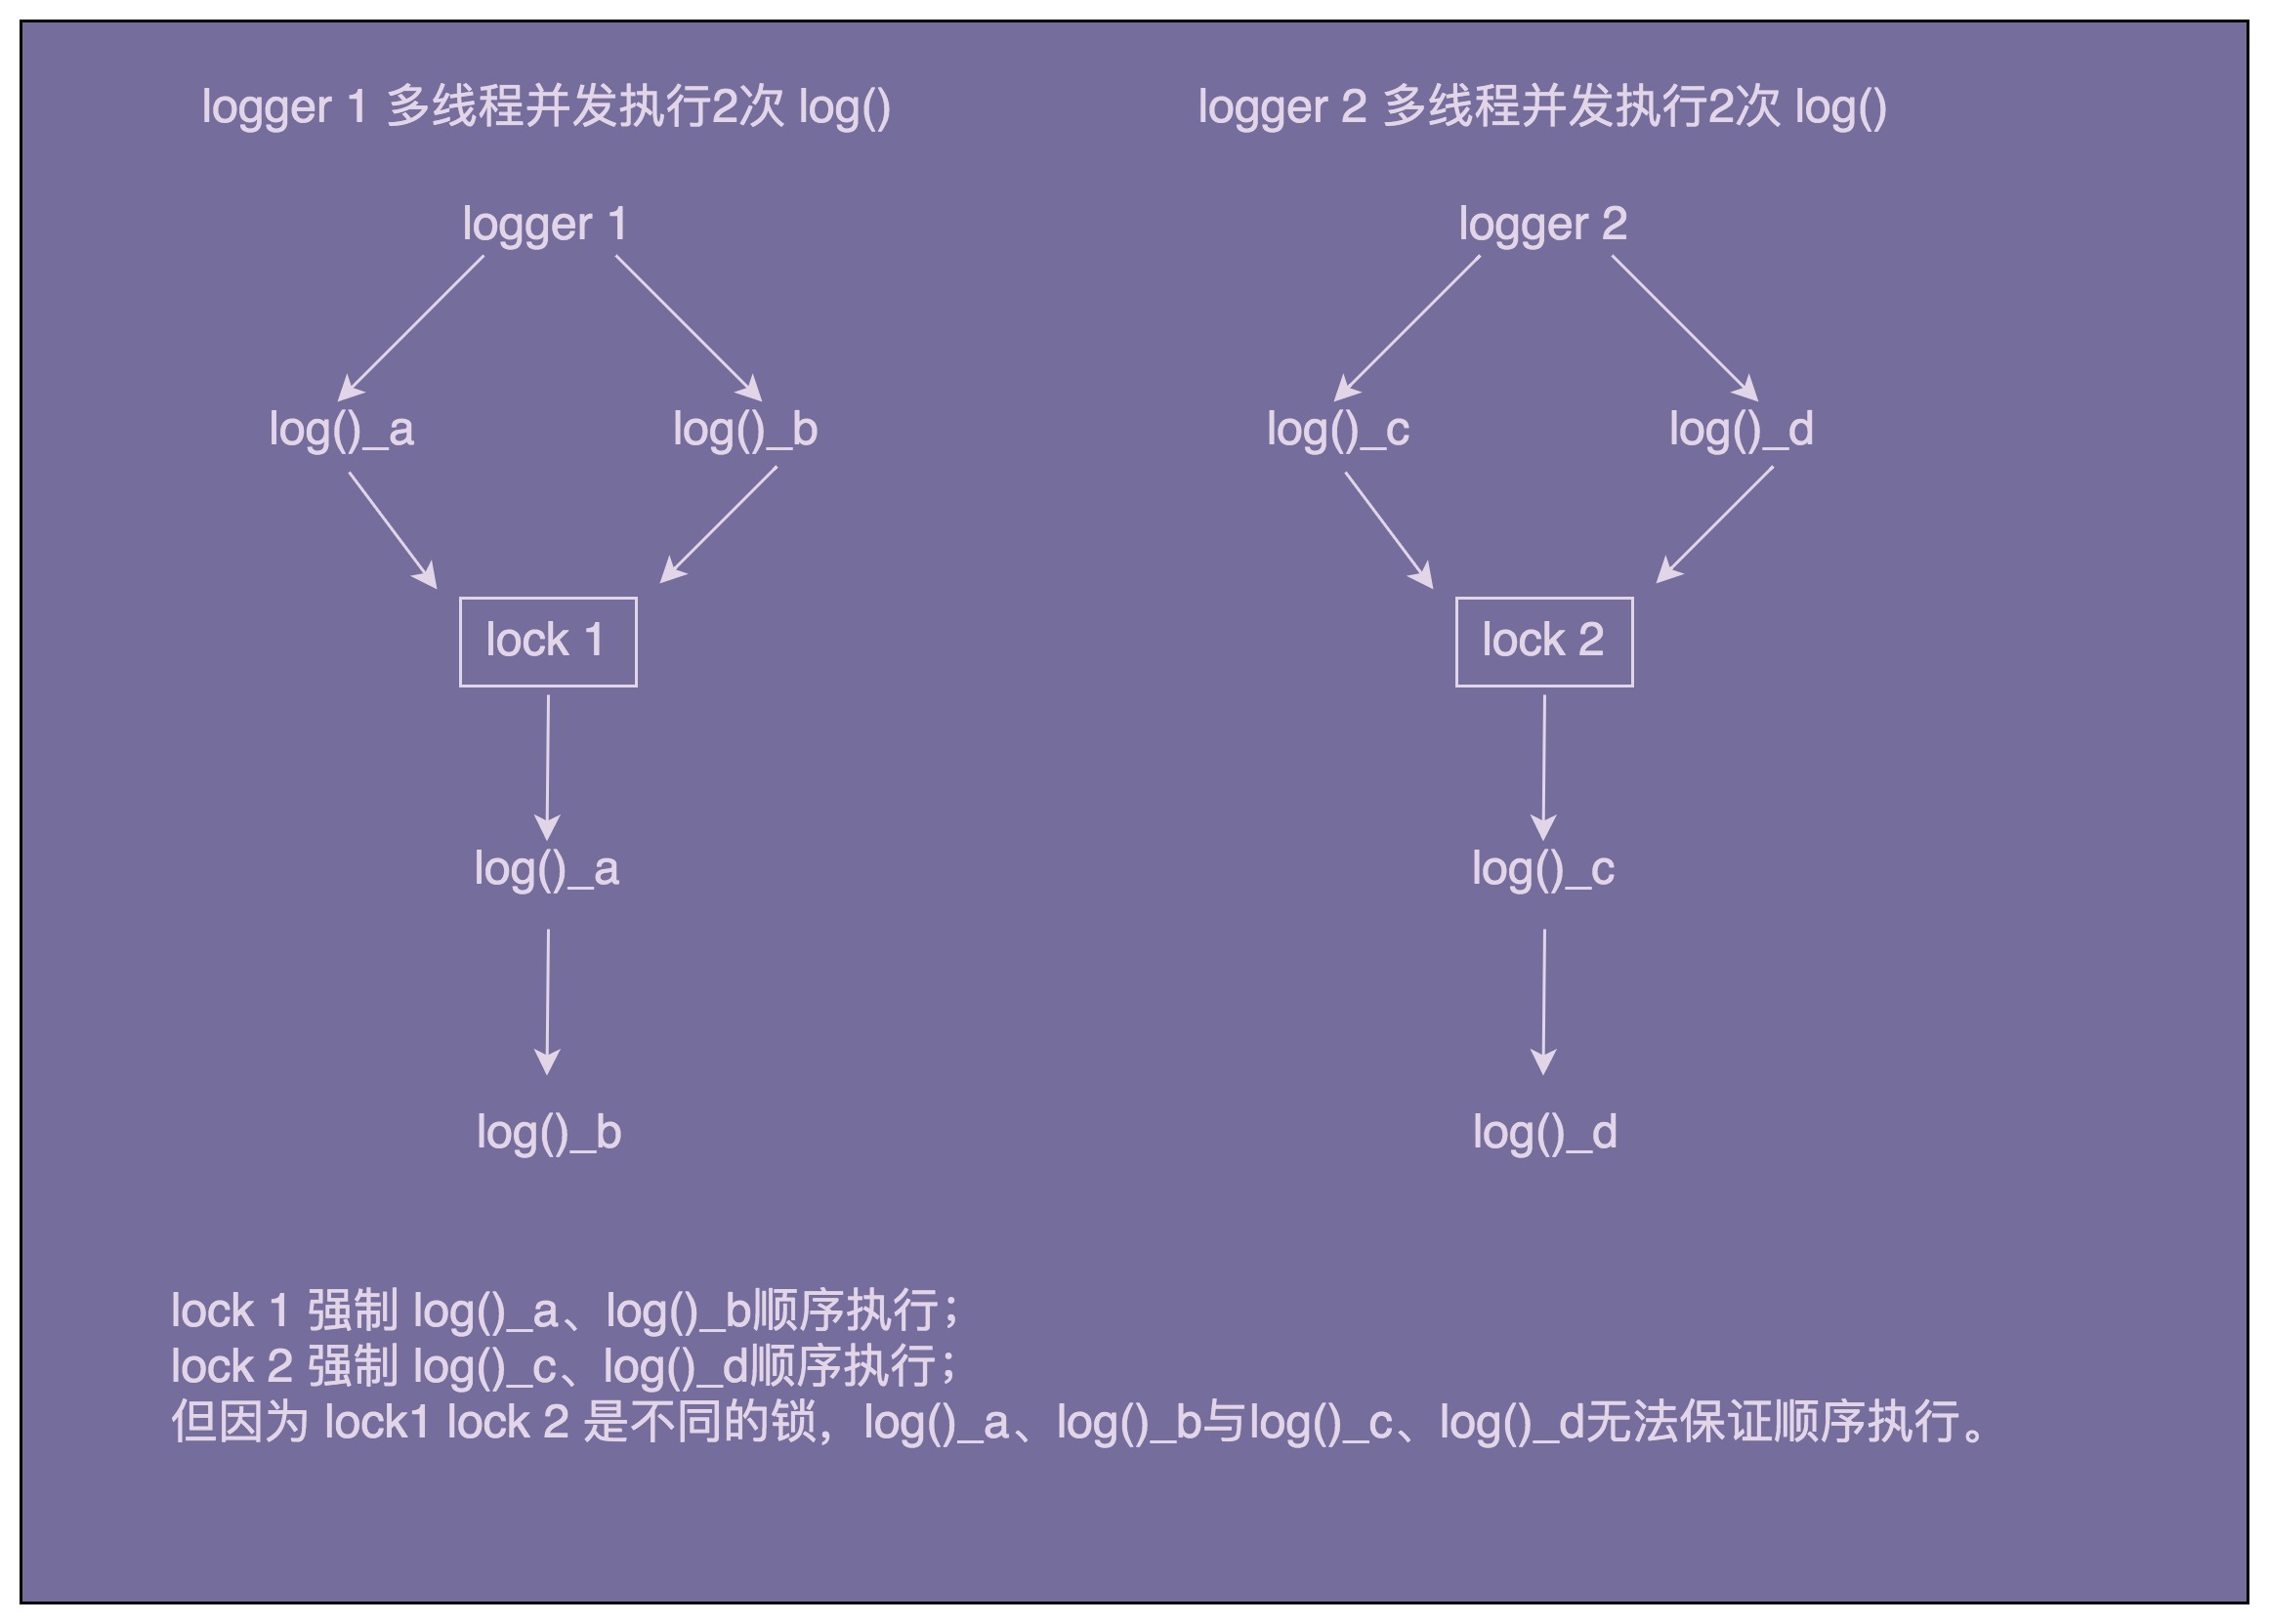 logger 1 多线程并发执行2次 log()
logger 2 多线程并发执行2次 log()
logger 1
logger 2
log()_a
log()_b
log()_c
log()_d
lock 1
lock 2
log()_a
log()_c
log()_b
log()_d
lock 1 强制 log()_a、log()_b顺序执行；
lock 2 强制 log()_c、log()_d顺序执行；
但因为 lock1 lock 2 是不同的锁，log()_a、log()_b与log()_c、log()_d无法保证顺序执行。